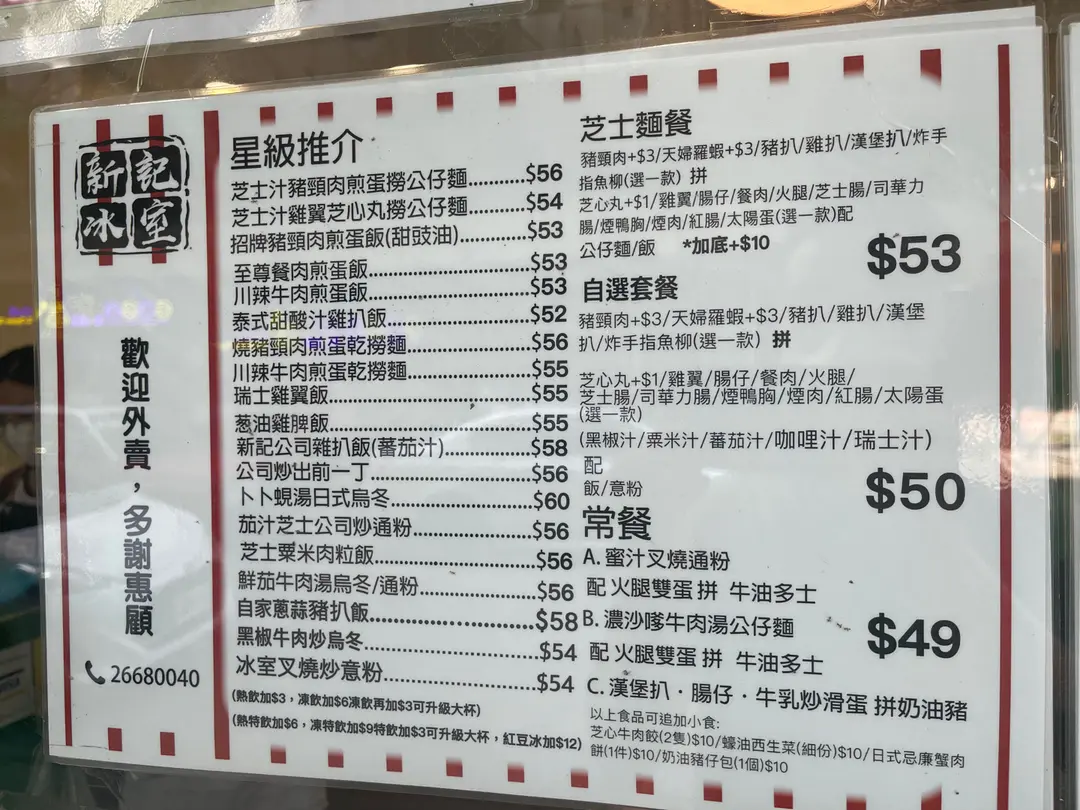 新記
冰室
歡迎外賣，多謝惠顧
26680040
星級推介
芝士汁豬頸肉煎蛋撈公仔麵..........$56
芝士汁雞翼芝心丸撈公仔麵..........$54
招牌豬頸肉煎蛋飯(甜豉油)..........$53
至尊餐肉煎蛋飯..........$53
川辣牛肉煎蛋飯..........$53
泰式甜酸汁雞扒飯..........$52
燒豬頸肉煎蛋乾撈麵..........$56
川辣牛肉煎蛋乾撈麵..........$55
瑞士雞翼飯..........$55
葱油雞脾飯..........$55
新記公司雜扒飯(蕃茄汁)..........$58
公司炒出前一丁..........$56
卜卜蜆湯日式烏冬..........$60
茄汁芝士公司炒通粉..........$56
芝士粟米肉粒飯..........$56
鮮茄牛肉湯烏冬/通粉..........$56
自家蔥蒜豬扒飯..........$58
黑椒牛肉炒烏冬..........$54
冰室叉燒炒意粉..........$54
(熱飲加$3，凍飲加$6凍飲再加$3可升級大杯)
(熱特飲加$6，凍特飲加$9特飲加$3可升級大杯，紅豆冰加$12)
芝士麵餐
豬頸肉+$3/天婦羅蝦+$3/豬扒/雞扒/漢堡扒/炸手
指魚柳(選一款) 拼
芝心丸+$1/雞翼/腸仔/餐肉/火腿/芝士腸/司華力
腸/煙鴨胸/煙肉/紅腸/太陽蛋(選一款)配
公仔麵/飯 *加底+$10
$53
自選套餐
豬頸肉+$3/天婦羅蝦+$3/豬扒/雞扒/漢堡
扒/炸手指魚柳(選一款) 拼
芝心丸+$1/雞翼/腸仔/餐肉/火腿/
芝士腸/司華力腸/煙鴨胸/煙肉/紅腸/太陽蛋
(選一款)
(黑椒汁/粟米汁/蕃茄汁/咖哩汁/瑞士汁)
配
飯/意粉
$50
常餐
A. 蜜汁叉燒通粉
配 火腿雙蛋 拼 牛油多士
B. 濃沙嗲牛肉湯公仔麵
$49
配 火腿雙蛋 拼 牛油多士
C. 漢堡扒·腸仔·牛乳炒滑蛋 拼奶油豬
以上食品可追加小食:
芝心牛肉餃(2隻)$10/蠔油西生菜(細份)$10/日式忌廉蟹肉
餅(1件)$10/奶油豬仔包(1個)$10